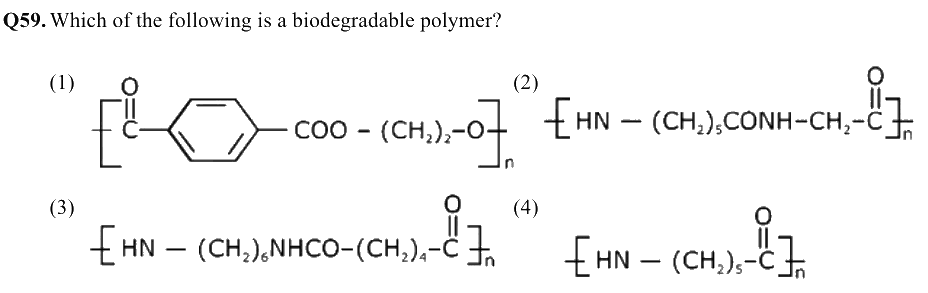 Q59. Which of the following is a biodegradable polymer?
(1) [ O || C – COO – (CH₂)₂–O ]n
(2) [ HN – (CH₂)₅CONH–CH₂–C || O ]n
(3) [ HN – (CH₂)₆NHCO–(CH₂)₄–C || O ]n
(4) [ HN – (CH₂)₅–C || O ]n